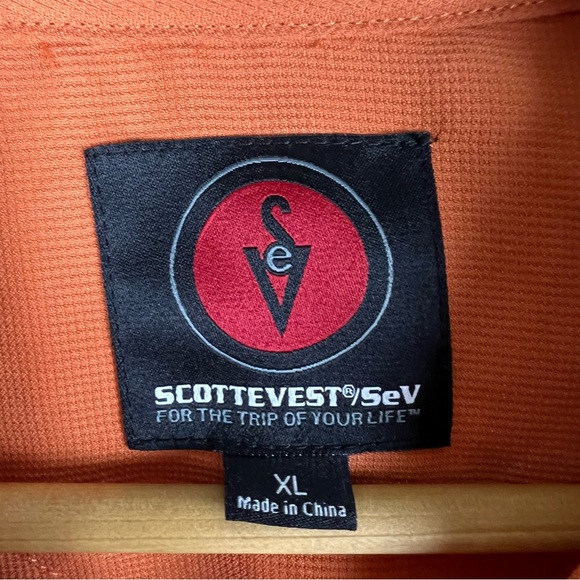 SeV
SCOTTEVEST®/SeV
FOR THE TRIP OF YOUR LIFE™
XL
Made in China